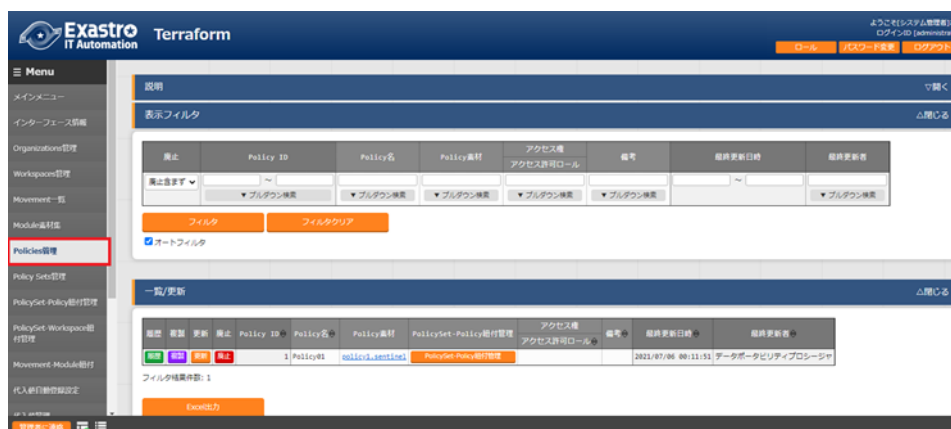 Exastro
IT Automation
Terraform
ようこそ[システム管理者]
ログインID [administra
ロール
パスワード変更
ログアウト
Menu
メインメニュー
インターフェース情報
Organizations管理
Workspaces管理
Movement一覧
Module素材集
Policies管理
Policy Sets管理
PolicySet-Policy紐付管理
PolicySet-Workspace紐
付管理
Movement-Module紐付
代入値自動登録設定
説明
▽開く
表示フィルタ
△閉じる
廃止 Policy ID Policy名 Policy素材 アクセス権 備考 最終更新日時 最終更新者
アクセス許可ロール
廃止含まず ~ ~
▼プルダウン検索 ▼プルダウン検索 ▼プルダウン検索 ▼プルダウン検索 ▼プルダウン検索 ▼プルダウン検索
フィルタ
フィルタクリア
オートフィルタ
一覧/更新
△閉じる
履歴 複製 更新 廃止 Policy ID Policy名 Policy素材 PolicySet-Policy紐付管理 アクセス権 備考 最終更新日時 最終更新者
アクセス許可ロール
履歴 複製 更新 廃止 1 Policy01 policy1.sentinel PolicySet-Policy紐付管理 2021/07/06 00:11:51 データポータビリティプロシージャ
フィルタ結果件数: 1
Excel出力
管理者に連絡